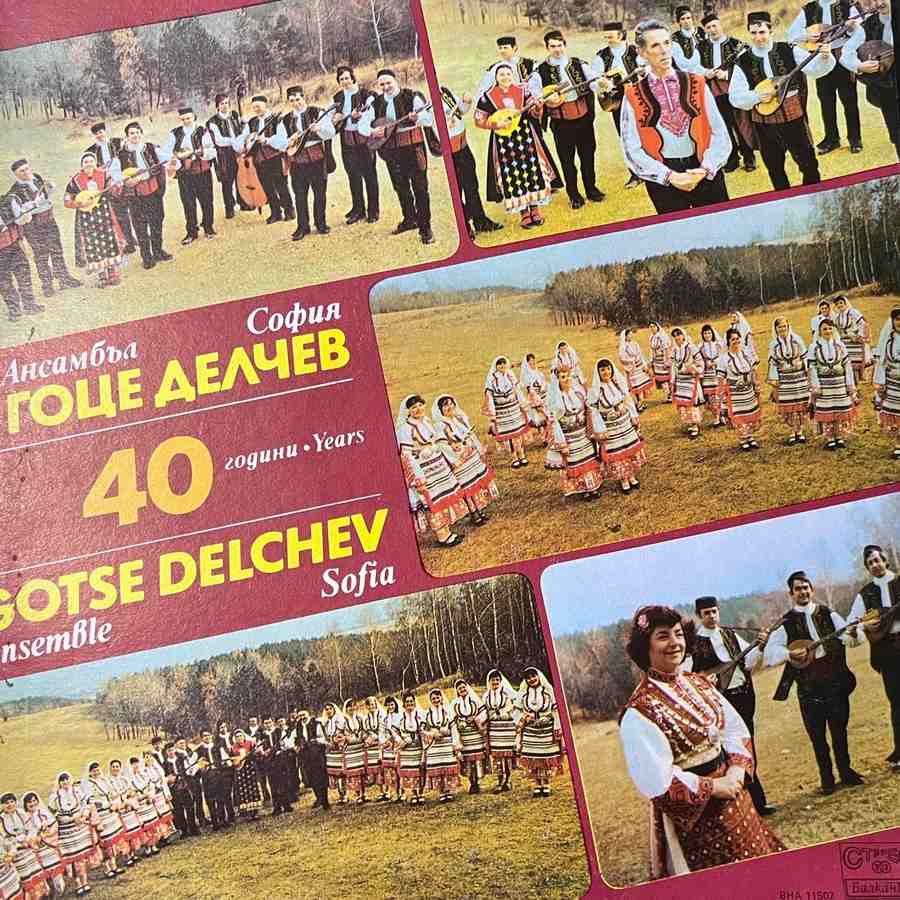 София
Ансамбъл
ГОЦЕ ДЕЛЧЕВ
40 години • Years
GOTSE DELCHEV
Sofia
nsemble
ВНА 11507